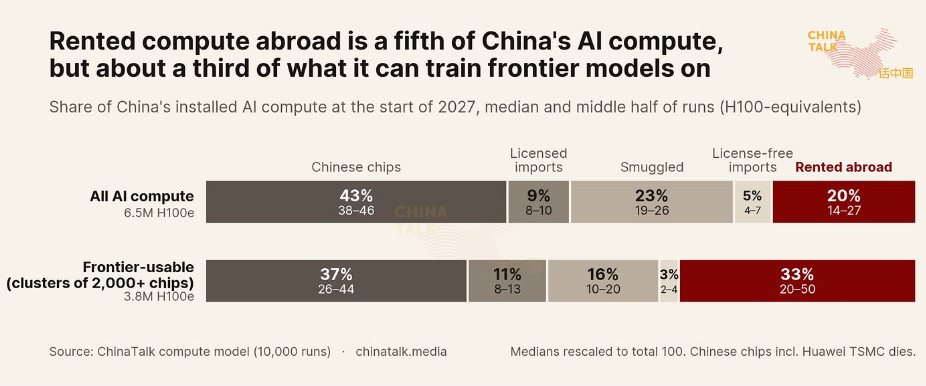 Rented compute abroad is a fifth of China's AI compute,
but about a third of what it can train frontier models on
CHINA
TALK
话中国
Share of China's installed AI compute at the start of 2027, median and middle half of runs (H100-equivalents)
Chinese chips
Licensed
imports
Smuggled
License-free
imports
Rented abroad
All AI compute
6.5M H100e
43%
38–46
9%
8–10
23%
19–26
5%
4–7
20%
14–27
CHINA
TALK
Frontier-usable
(clusters of 2,000+ chips)
3.8M H100e
37%
26–44
11%
8–13
16%
10–20
3%
2–4
33%
20–50
Source: ChinaTalk compute model (10,000 runs) · chinatalk.media
Medians rescaled to total 100. Chinese chips incl. Huawei TSMC dies.